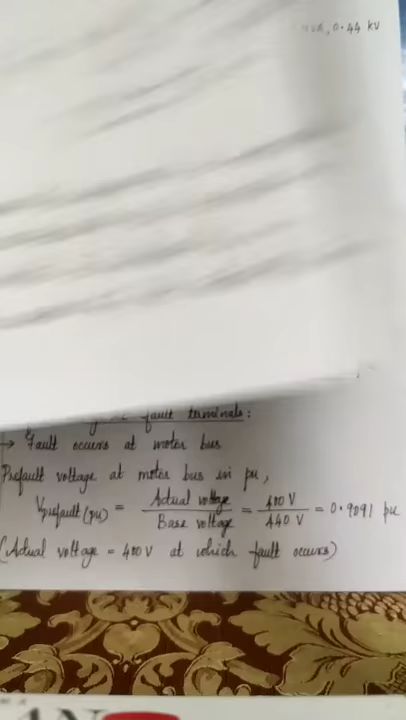 0.44 kV
fault terminals:
→ Fault occurs at motor bus
Prefault voltage at motor bus in pu,
Vprefault (pu) = Actual voltage / Base voltage = 400 V / 440 V = 0.9091 pu
(Actual voltage = 400 V at which fault occurs)